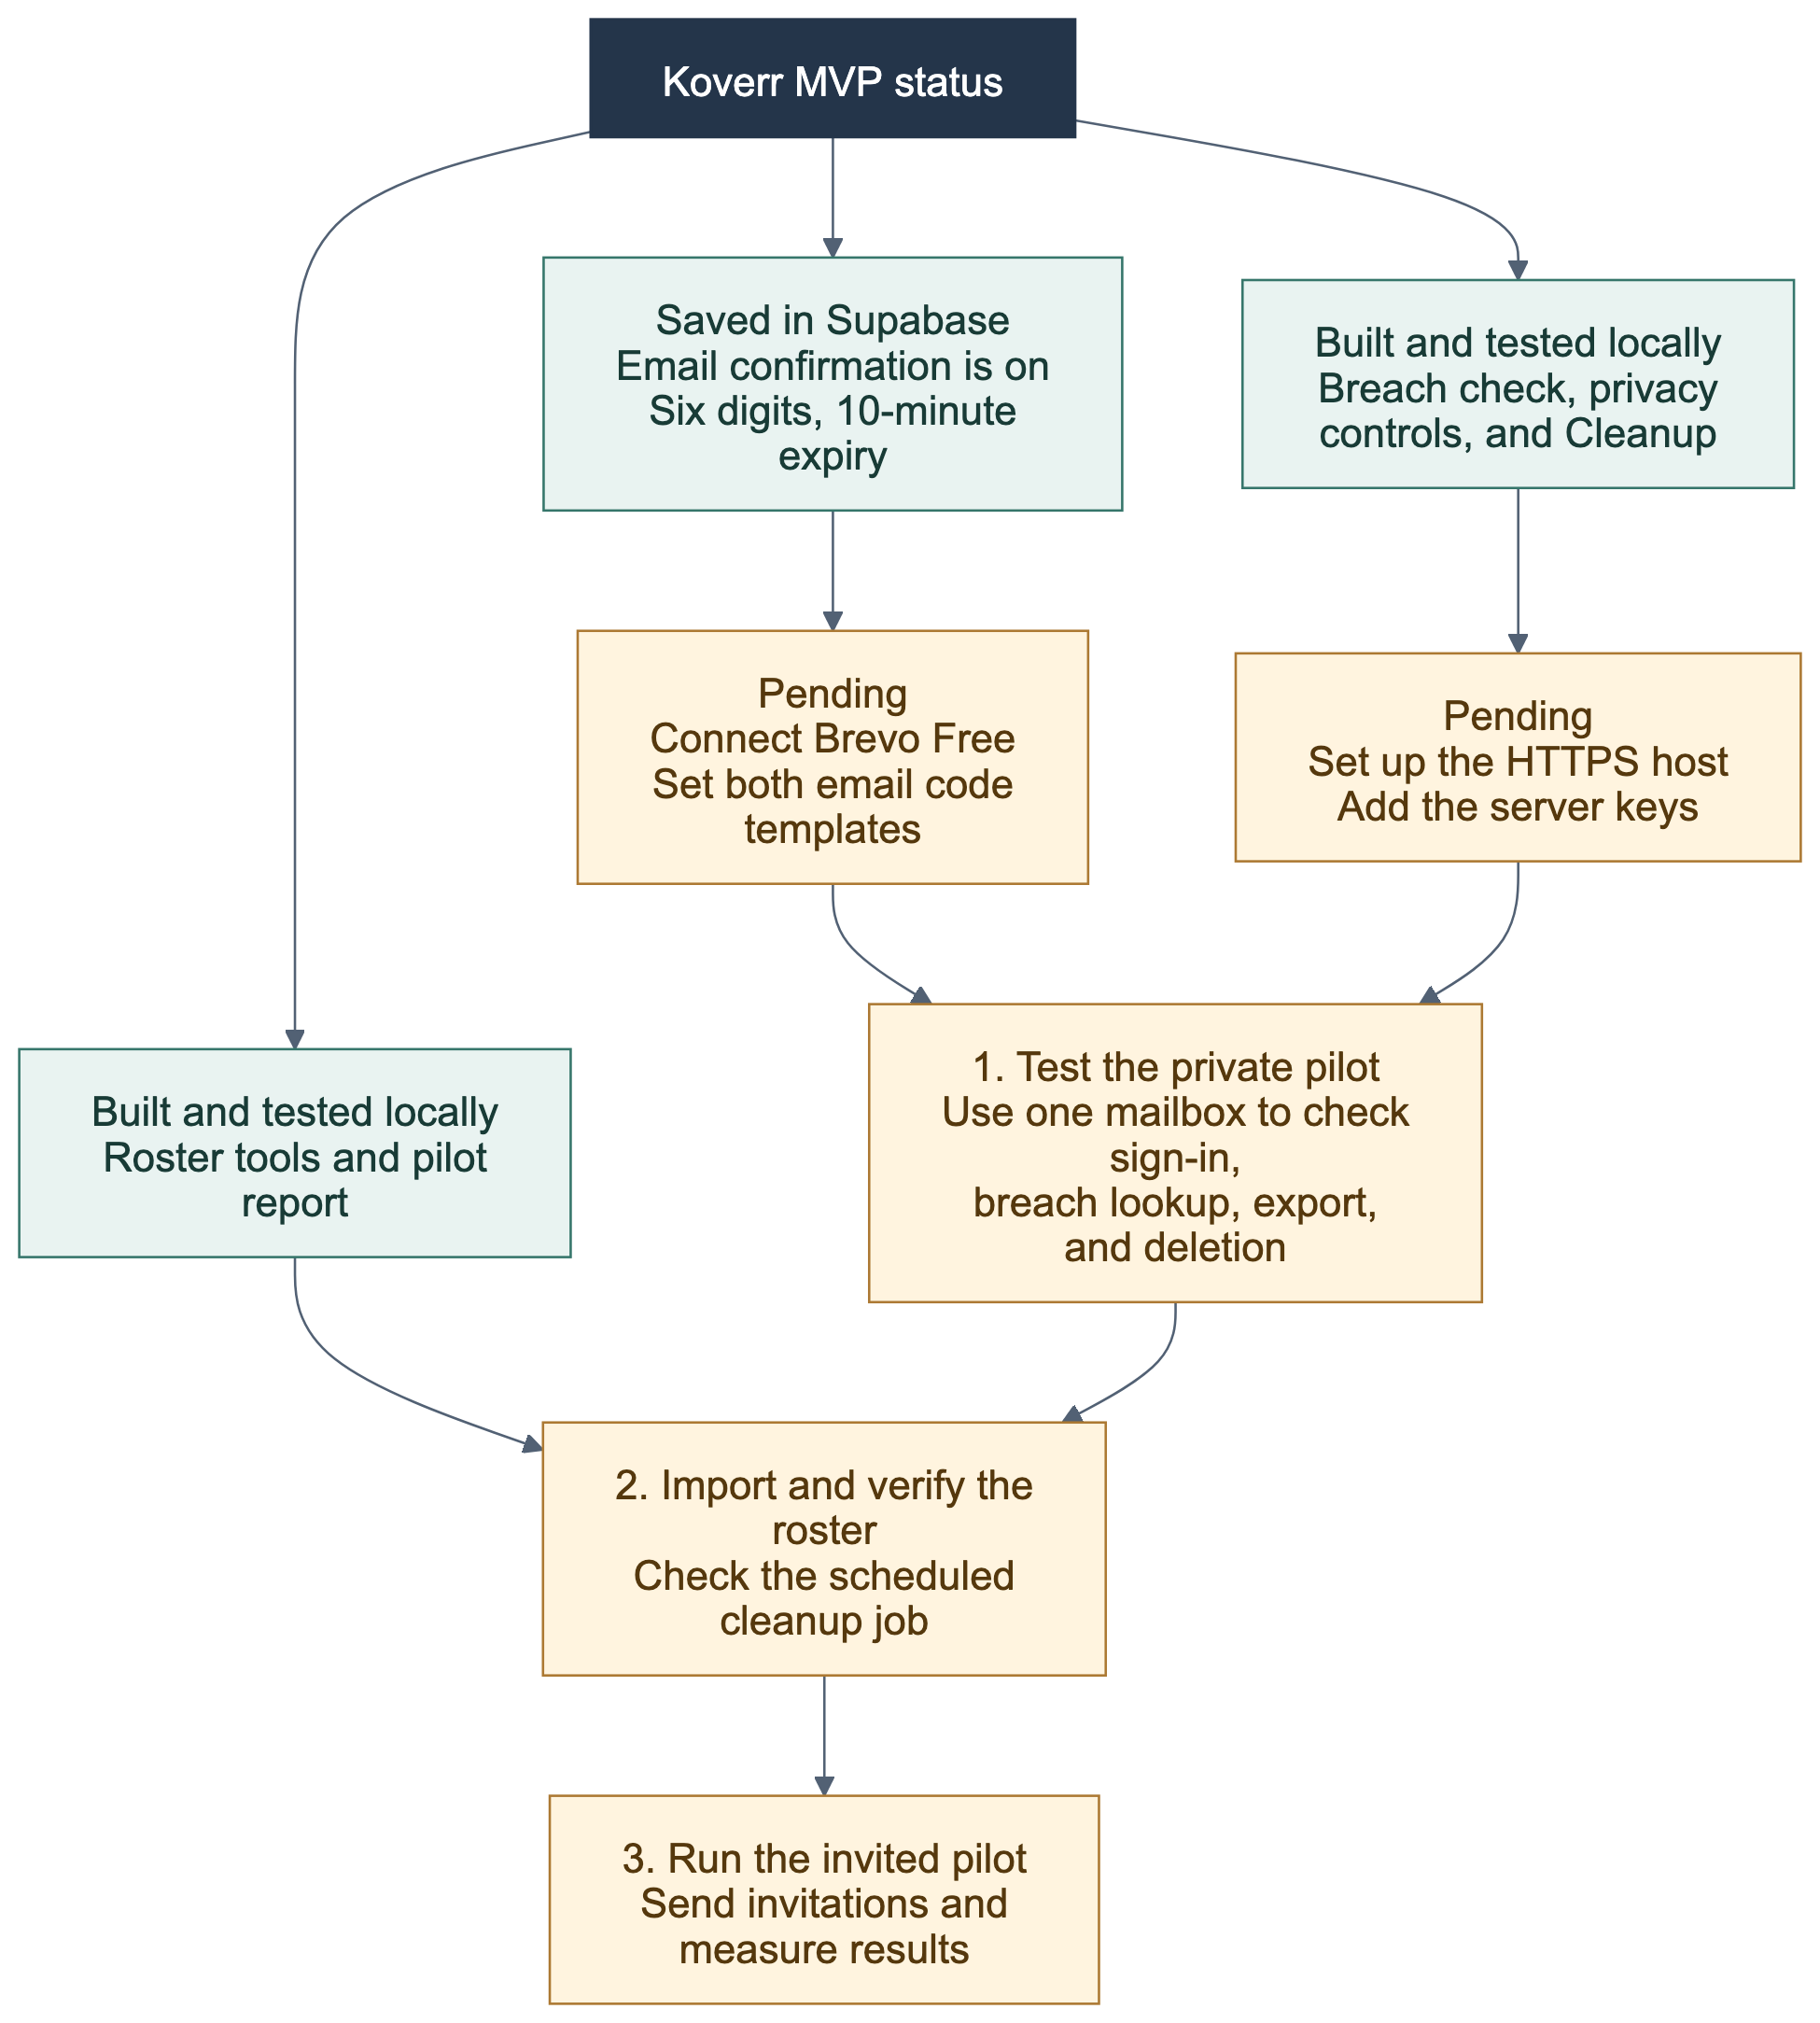 Koverr MVP status
Saved in Supabase
Email confirmation is on
Six digits, 10-minute
expiry
Built and tested locally
Breach check, privacy
controls, and Cleanup
Pending
Connect Brevo Free
Set both email code
templates
Pending
Set up the HTTPS host
Add the server keys
Built and tested locally
Roster tools and pilot
report
1. Test the private pilot
Use one mailbox to check
sign-in,
breach lookup, export,
and deletion
2. Import and verify the
roster
Check the scheduled
cleanup job
3. Run the invited pilot
Send invitations and
measure results